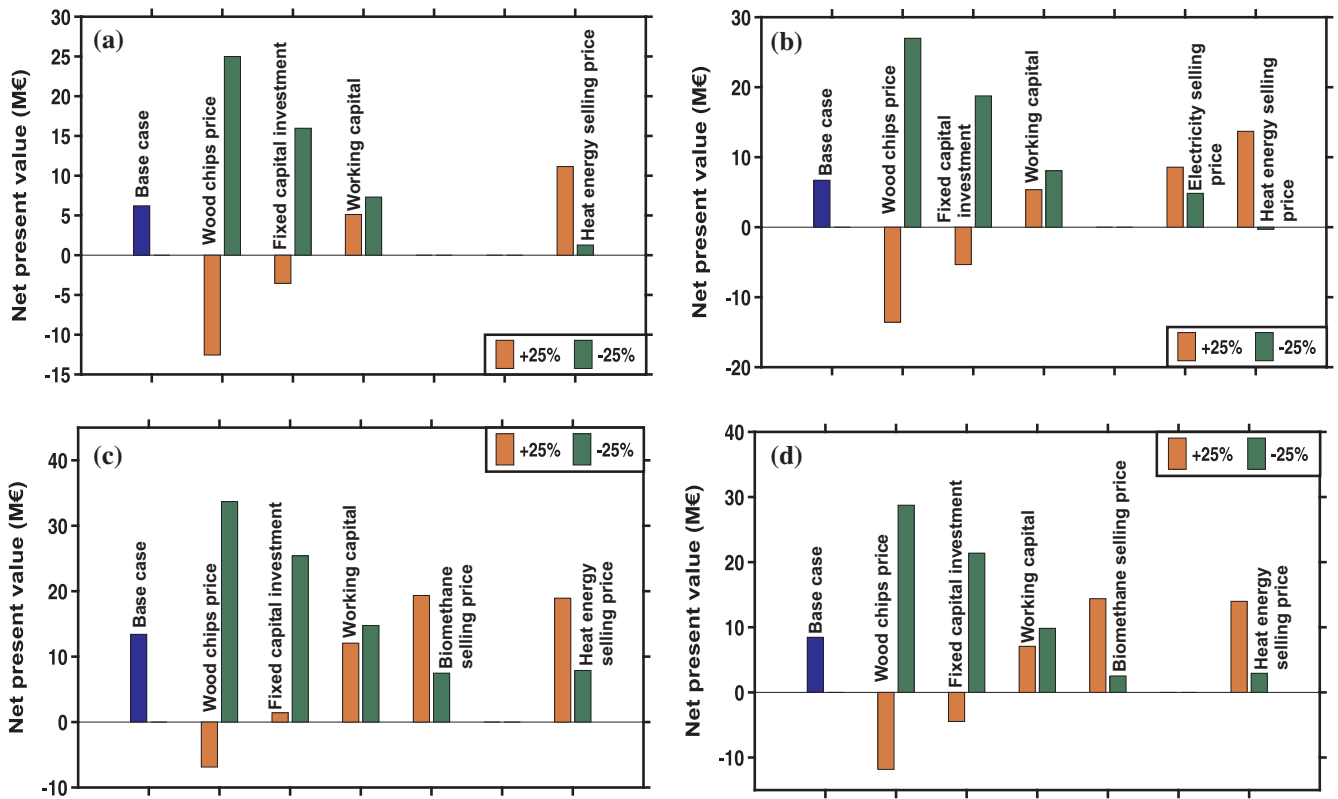 (a)
Net present value (M€)
30
25
20
15
10
5
0
-5
-10
-15
Base case
Wood chips price
Fixed capital investment
Working capital
Heat energy selling price
+25%
-25%
(b)
Net present value (M€)
30
20
10
0
-10
-20
Base case
Wood chips price
Fixed capital
investment
Working capital
Electricity selling
price
Heat energy selling
price
+25%
-25%
(c)
Net present value (M€)
40
30
20
10
0
-10
Base case
Wood chips price
Fixed capital investment
Working capital
Biomethane
selling price
Heat energy
selling price
+25%
-25%
(d)
Net present value (M€)
40
30
20
10
0
-10
Base case
Wood chips price
Fixed capital investment
Working capital
Biomethane selling price
Heat energy
selling price
+25%
-25%